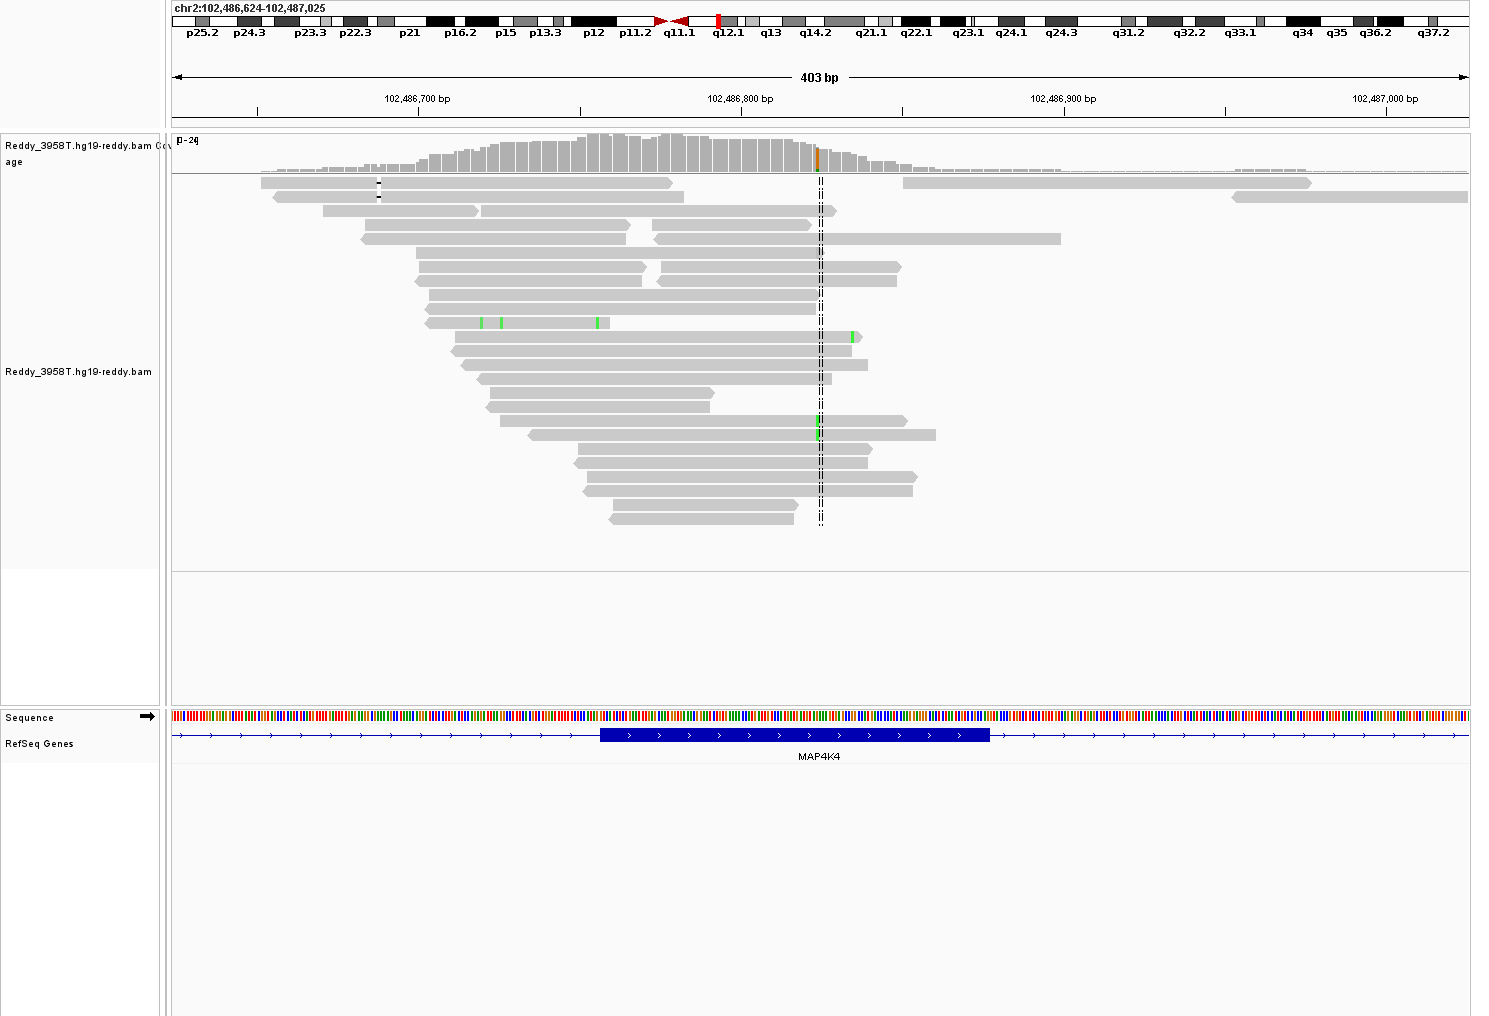 chr2:102,486,624-102,487,025
p25.2 p24.3 p23.3 p22.3 p21 p16.2 p15 p13.3 p12 p11.2 q11.1 q12.1 q13 q14.2 q21.1 q22.1 q23.1 q24.1 q24.3 q31.2 q32.2 q33.1 q34 q35 q36.2 q37.2
403 bp
102,486,700 bp 102,486,800 bp 102,486,900 bp 102,487,000 bp
Reddy_3958T.hg19-reddy.bam Cov
age
[0 - 24]
Reddy_3958T.hg19-reddy.bam
Sequence
RefSeq Genes
MAP4K4